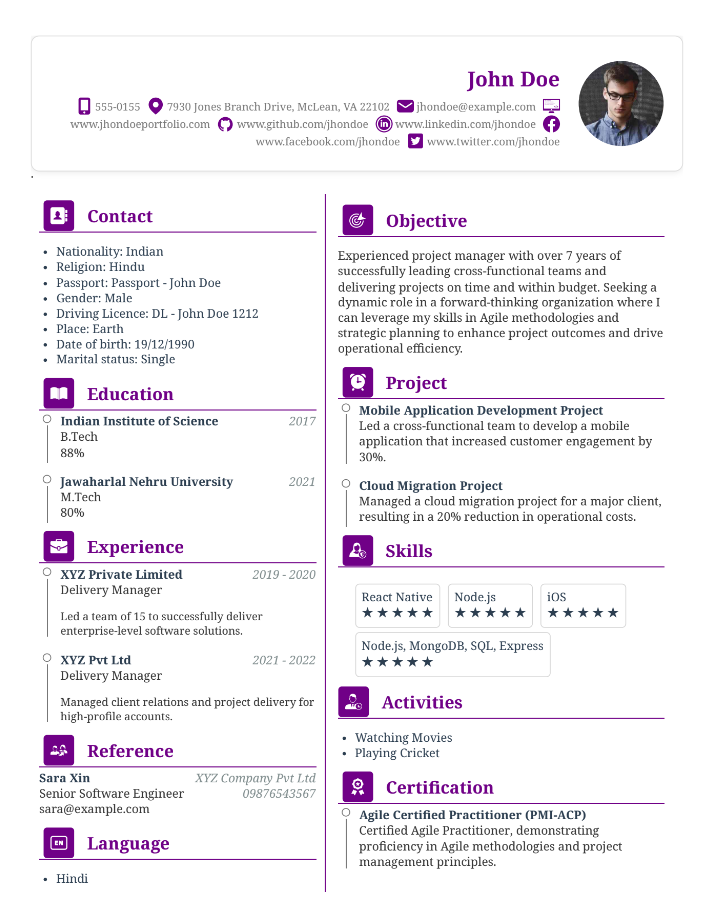 John Doe
555-0155 7930 Jones Branch Drive, McLean, VA 22102 jhondoe@example.com
www.jhondoeportfolio.com www.github.com/jhondoe www.linkedin.com/jhondoe
www.facebook.com/jhondoe www.twitter.com/jhondoe
.
Contact
• Nationality: Indian
• Religion: Hindu
• Passport: Passport - John Doe
• Gender: Male
• Driving Licence: DL - John Doe 1212
• Place: Earth
• Date of birth: 19/12/1990
• Marital status: Single
Education
Indian Institute of Science 2017
B.Tech
88%
Jawaharlal Nehru University 2021
M.Tech
80%
Experience
XYZ Private Limited 2019 - 2020
Delivery Manager
Led a team of 15 to successfully deliver
enterprise-level software solutions.
XYZ Pvt Ltd 2021 - 2022
Delivery Manager
Managed client relations and project delivery for
high-profile accounts.
Reference
Sara Xin XYZ Company Pvt Ltd
Senior Software Engineer 09876543567
sara@example.com
EN
Language
• Hindi
Objective
Experienced project manager with over 7 years of
successfully leading cross-functional teams and
delivering projects on time and within budget. Seeking a
dynamic role in a forward-thinking organization where I
can leverage my skills in Agile methodologies and
strategic planning to enhance project outcomes and drive
operational efficiency.
Project
Mobile Application Development Project
Led a cross-functional team to develop a mobile
application that increased customer engagement by
30%.
Cloud Migration Project
Managed a cloud migration project for a major client,
resulting in a 20% reduction in operational costs.
Skills
React Native Node.js iOS
★★★★★ ★★★★★ ★★★★★
Node.js, MongoDB, SQL, Express
★★★★★
Activities
• Watching Movies
• Playing Cricket
Certification
Agile Certified Practitioner (PMI-ACP)
Certified Agile Practitioner, demonstrating
proficiency in Agile methodologies and project
management principles.